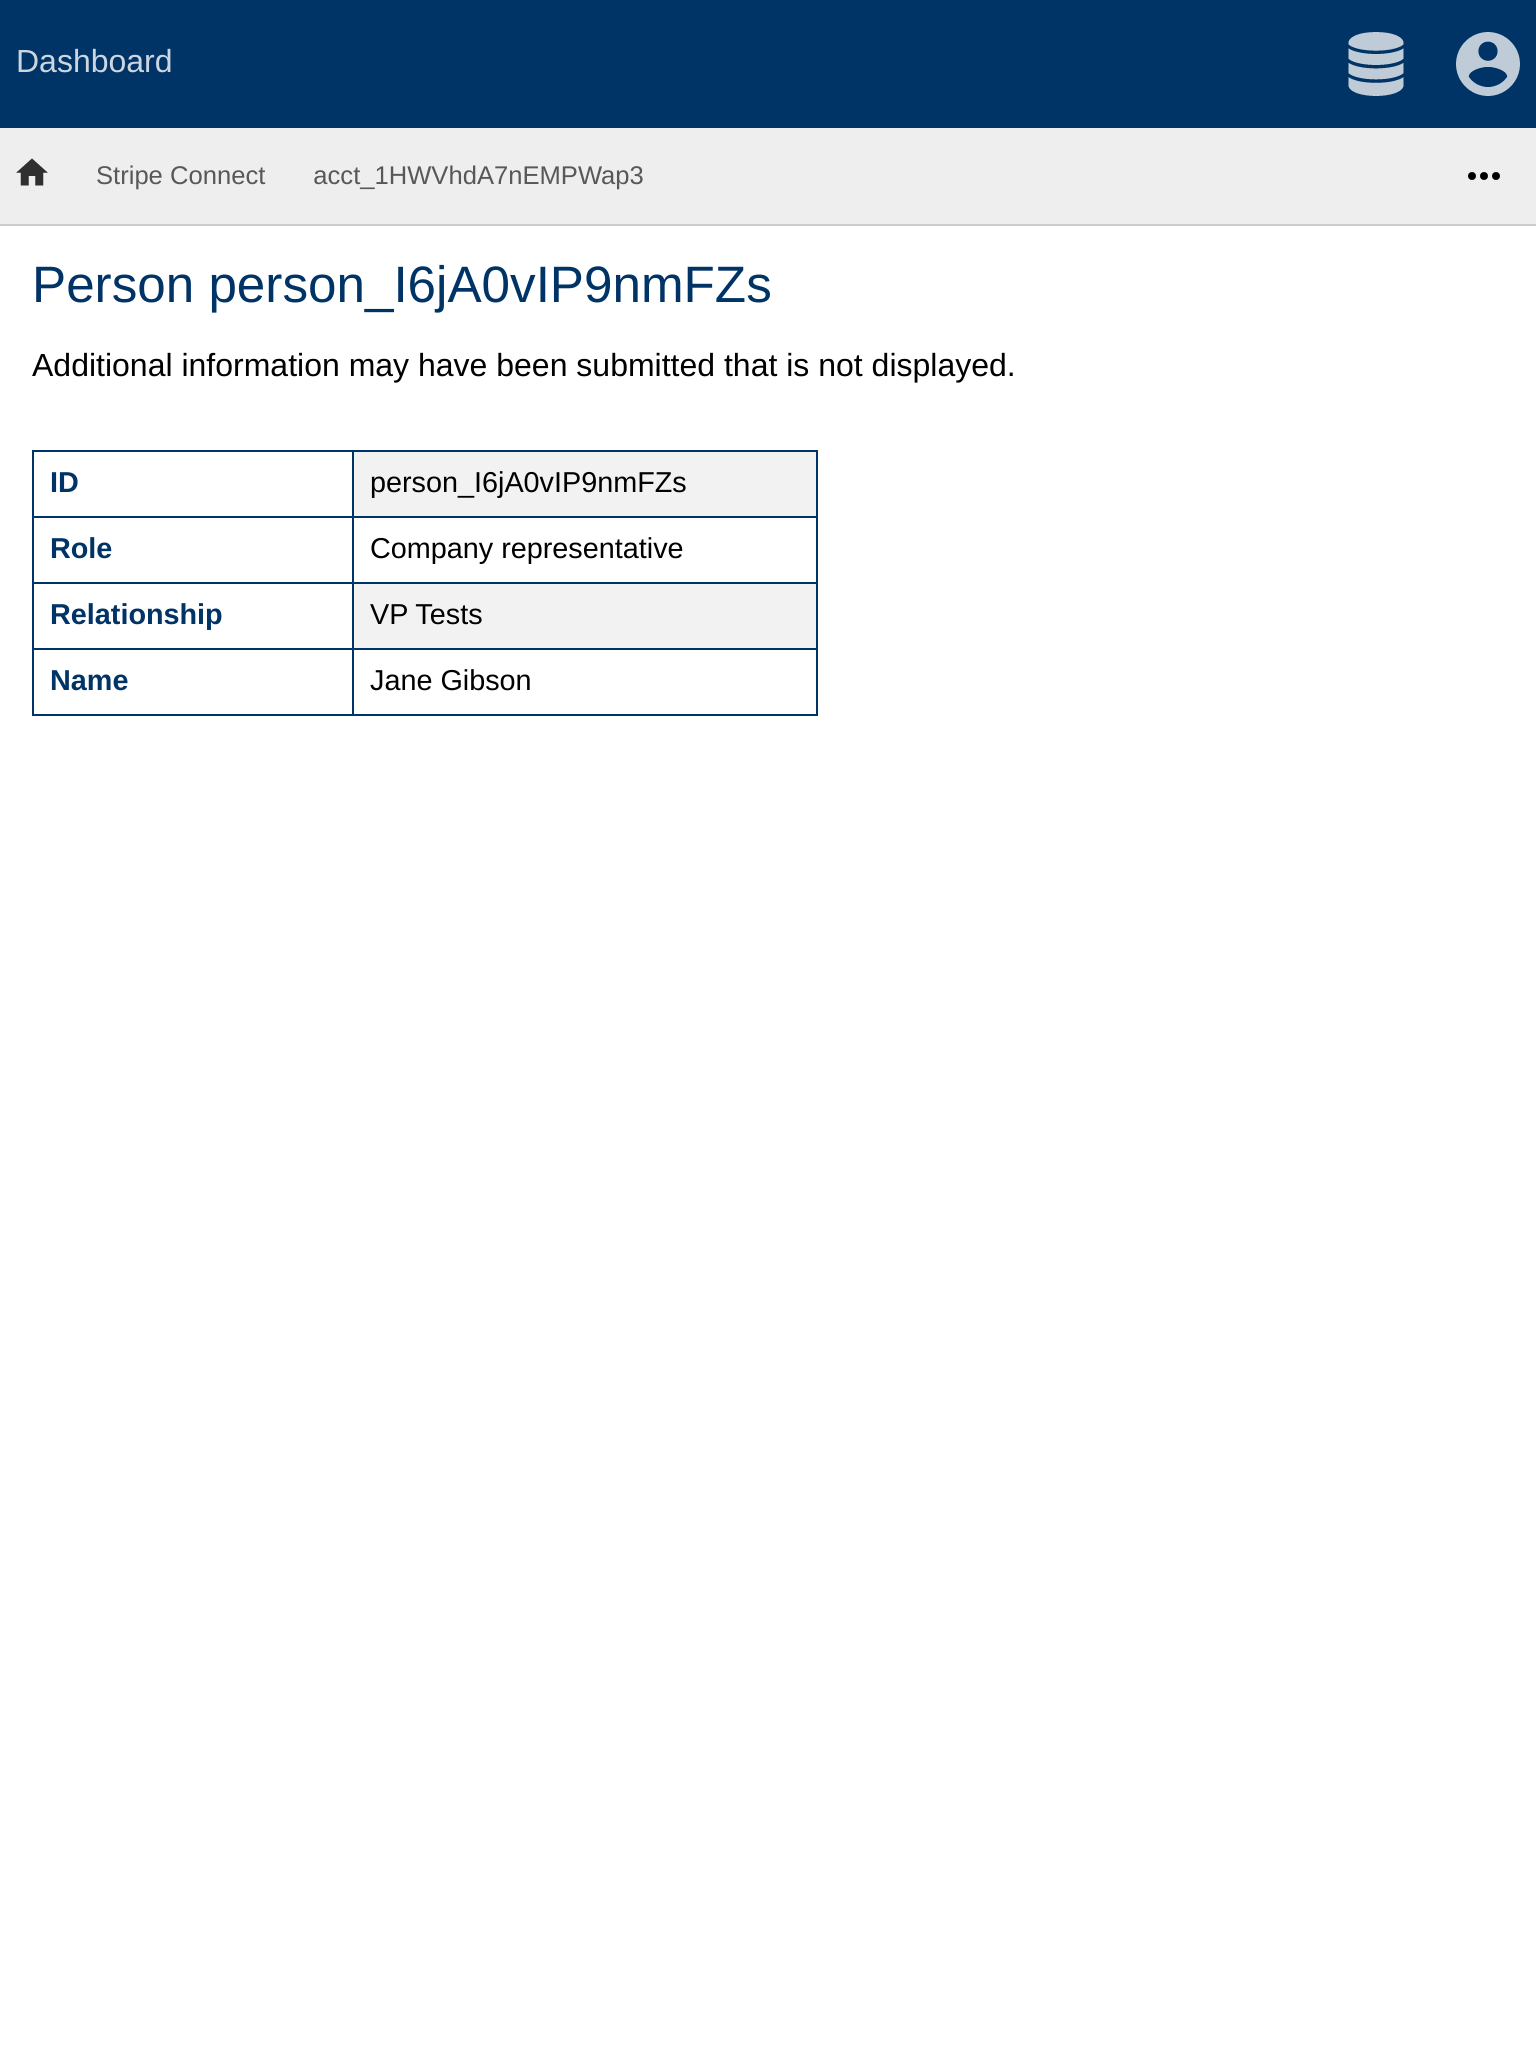 Dashboard
Stripe Connect acct_1HWVhdA7nEMPWap3
Person person_I6jA0vIP9nmFZs
Additional information may have been submitted that is not displayed.
ID person_I6jA0vIP9nmFZs
Role Company representative
Relationship VP Tests
Name Jane Gibson